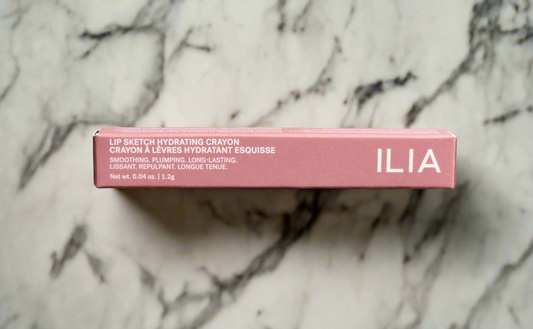 LIP SKETCH HYDRATING CRAYON
CRAYON À LÈVRES HYDRATANT ESQUISSE
SMOOTHING. PLUMPING. LONG-LASTING.
LISSANT. REPULPANT. LONGUE TENUE.
Net wt. 0.04 oz. | 1.2g
ILIA